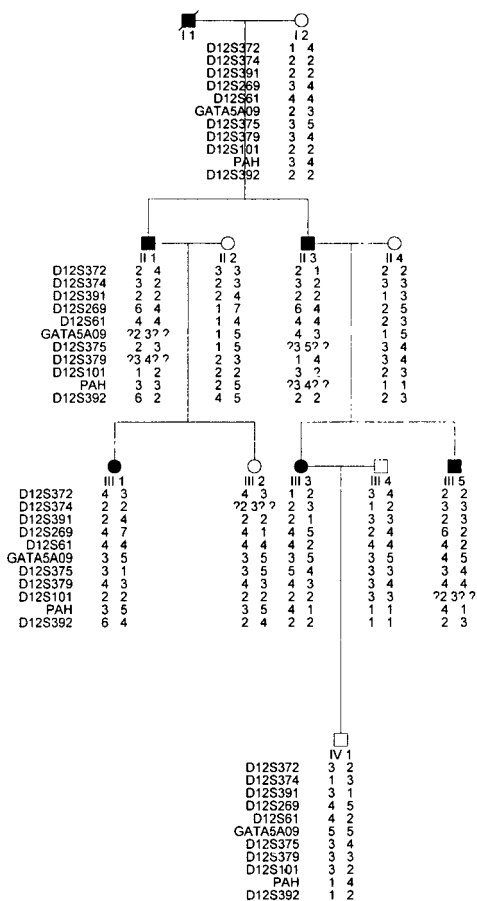 I 1 I 2
D12S372 1 4
D12S374 2 2
D12S391 2 2
D12S269 3 4
D12S61 4 4
GATA5A09 2 3
D12S375 3 5
D12S379 3 4
D12S101 2 2
PAH 3 4
D12S392 2 2
II 1 II 2 II 3 II 4
D12S372 2 4 3 3 2 1 2 2
D12S374 3 2 2 2 3 2 3 3
D12S391 2 2 2 4 2 2 1 3
D12S269 6 4 1 7 6 4 2 5
D12S61 4 4 1 4 4 4 2 3
GATA5A09 ?2 3? ? 1 5 4 3 1 5
D12S375 2 3 1 5 ?3 5? ? 3 4
D12S379 ?3 4? ? 1 3 1 4 3 4
D12S101 1 2 2 2 3 ? 2 3
PAH 3 3 2 5 ?3 4? ? 1 1
D12S392 6 2 4 5 2 2 2 3
III 1 III 2 III 3 III 4 III 5
D12S372 4 3 4 3 1 2 3 4 2 2
D12S374 2 2 ?2 3? ? 2 3 1 2 3 3
D12S391 2 4 2 2 2 1 3 3 2 3
D12S269 4 7 4 1 4 5 2 4 6 2
D12S61 4 4 4 4 4 2 4 4 4 2
GATA5A09 3 5 3 5 3 5 3 5 4 5
D12S375 3 1 3 5 5 4 3 3 3 4
D12S379 4 3 4 3 4 3 3 4 4 4
D12S101 2 2 2 2 2 2 3 3 ?2 3? ?
PAH 3 5 3 5 4 1 1 1 4 1
D12S392 6 4 2 4 2 2 1 1 2 3
IV 1
D12S372 3 2
D12S374 1 3
D12S391 3 1
D12S269 4 5
D12S61 4 2
GATA5A09 5 5
D12S375 3 4
D12S379 3 3
D12S101 3 2
PAH 1 4
D12S392 1 2